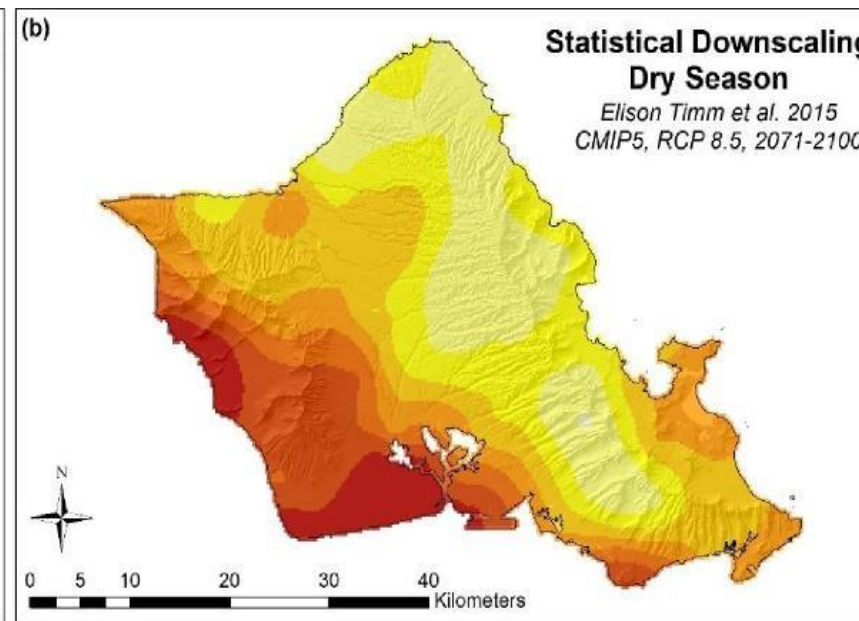 (b)
Statistical Downscaling
Dry Season
Elison Timm et al. 2015
CMIP5, RCP 8.5, 2071-2100
N
0 5 10 20 30 40
Kilometers